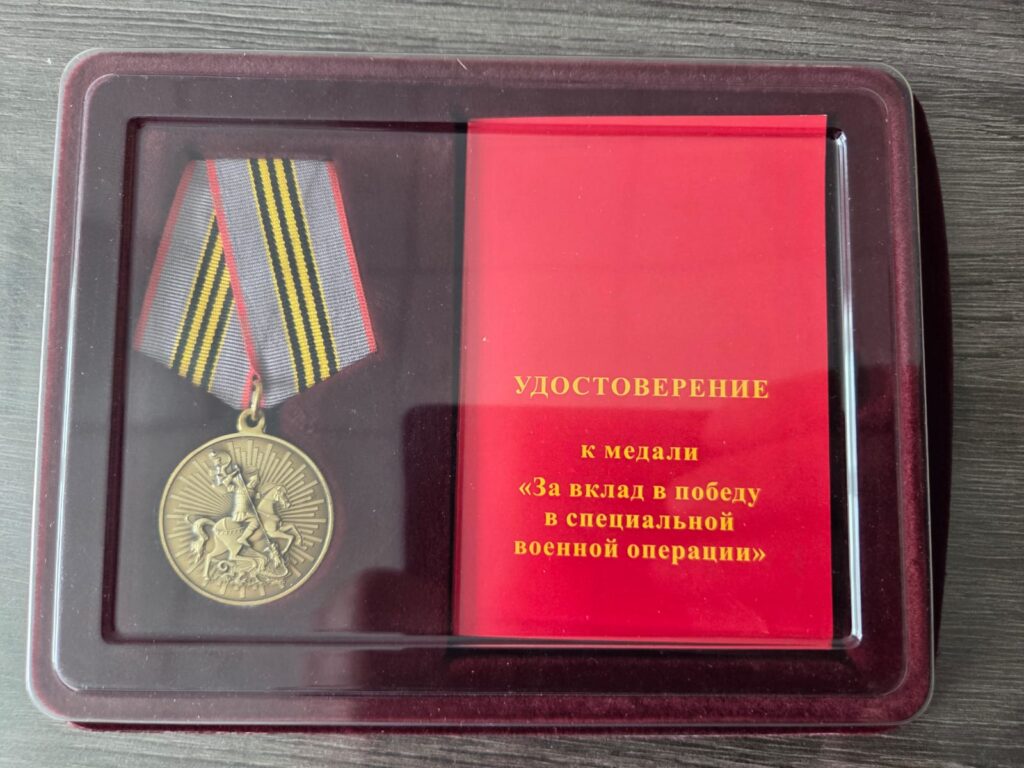 УДОСТОВЕРЕНИЕ
к медали
«За вклад в победу
в специальной
военной операции»